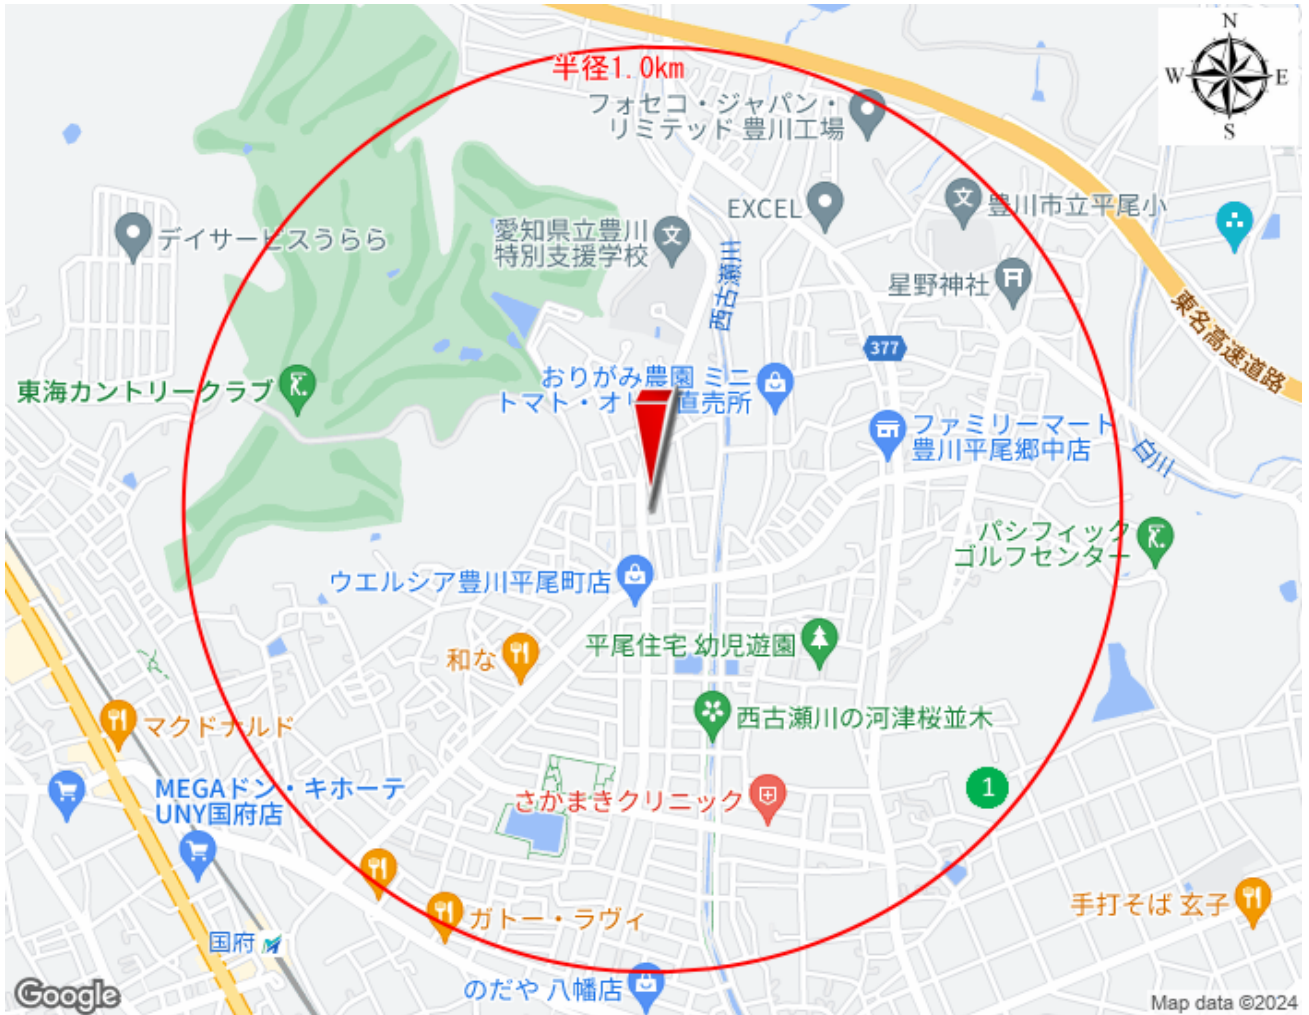 N
W
E
S
半径1.0km
フォセコ・ジャパン・
リミテッド 豊川工場
EXCEL
豊川市立平尾小
愛知県立豊川
特別支援学校
デイサービスうらら
西古瀬川
星野神社
東名高速道路
377
おりがみ農園 ミニ
トマト・オリ
直売所
東海カントリークラブ
ファミリーマート
豊川平尾郷中店
白川
パシフィック
ゴルフセンター
ウエルシア豊川平尾町店
平尾住宅 幼児遊園
和な
西古瀬川の河津桜並木
マクドナルド
MEGAドン・キホーテ
UNY国府店
さかまきクリニック
1
ガトー・ラヴィ
手打そば 玄子
国府
のだや 八幡店
Google
Map data ©2024